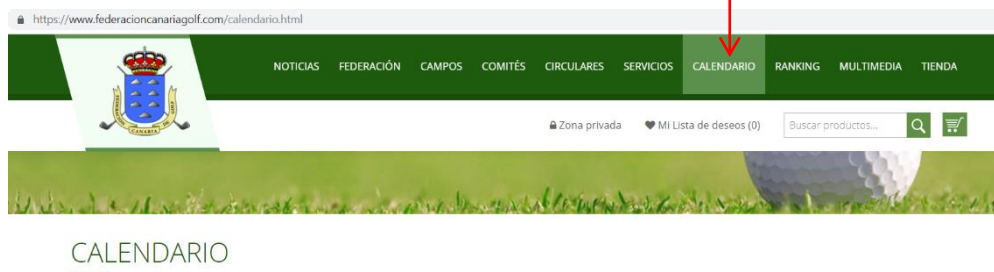 https://www.federacioncanariagolf.com/calendario.html
NOTICIAS FEDERACIÓN CAMPOS COMITÉS CIRCULARES SERVICIOS CALENDARIO RANKING MULTIMEDIA TIENDA
Zona privada Mi Lista de deseos (0) Buscar productos...
CANARIA
CALENDARIO